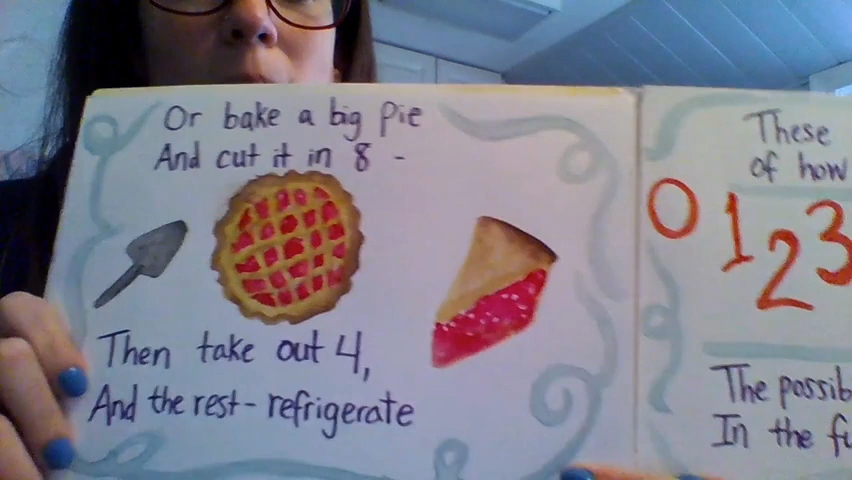 Or bake a big pie
And cut it in 8 -
Then take out 4,
And the rest - refrigerate
These
of how
0 1 2 3
The
In the